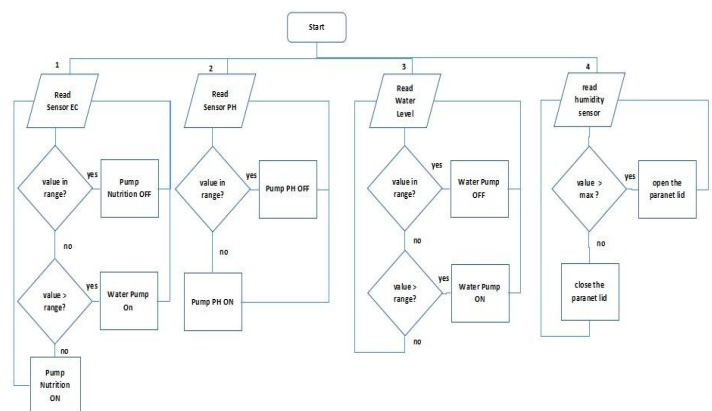 Start
1
Read
Sensor EC
value in
range?
yes
Pump
Nutrition OFF
no
value >
range?
yes
Water Pump
On
no
Pump
Nutrition
ON
2
Read
Sensor PH
value in
range?
yes
Pump PH OFF
no
Pump PH ON
3
Read
Water
Level
value in
range?
yes
Water Pump
OFF
no
value >
range?
yes
Water Pump
ON
no
4
read
humidity
sensor
value >
max ?
yes
open the
paranet lid
no
close the
paranet lid